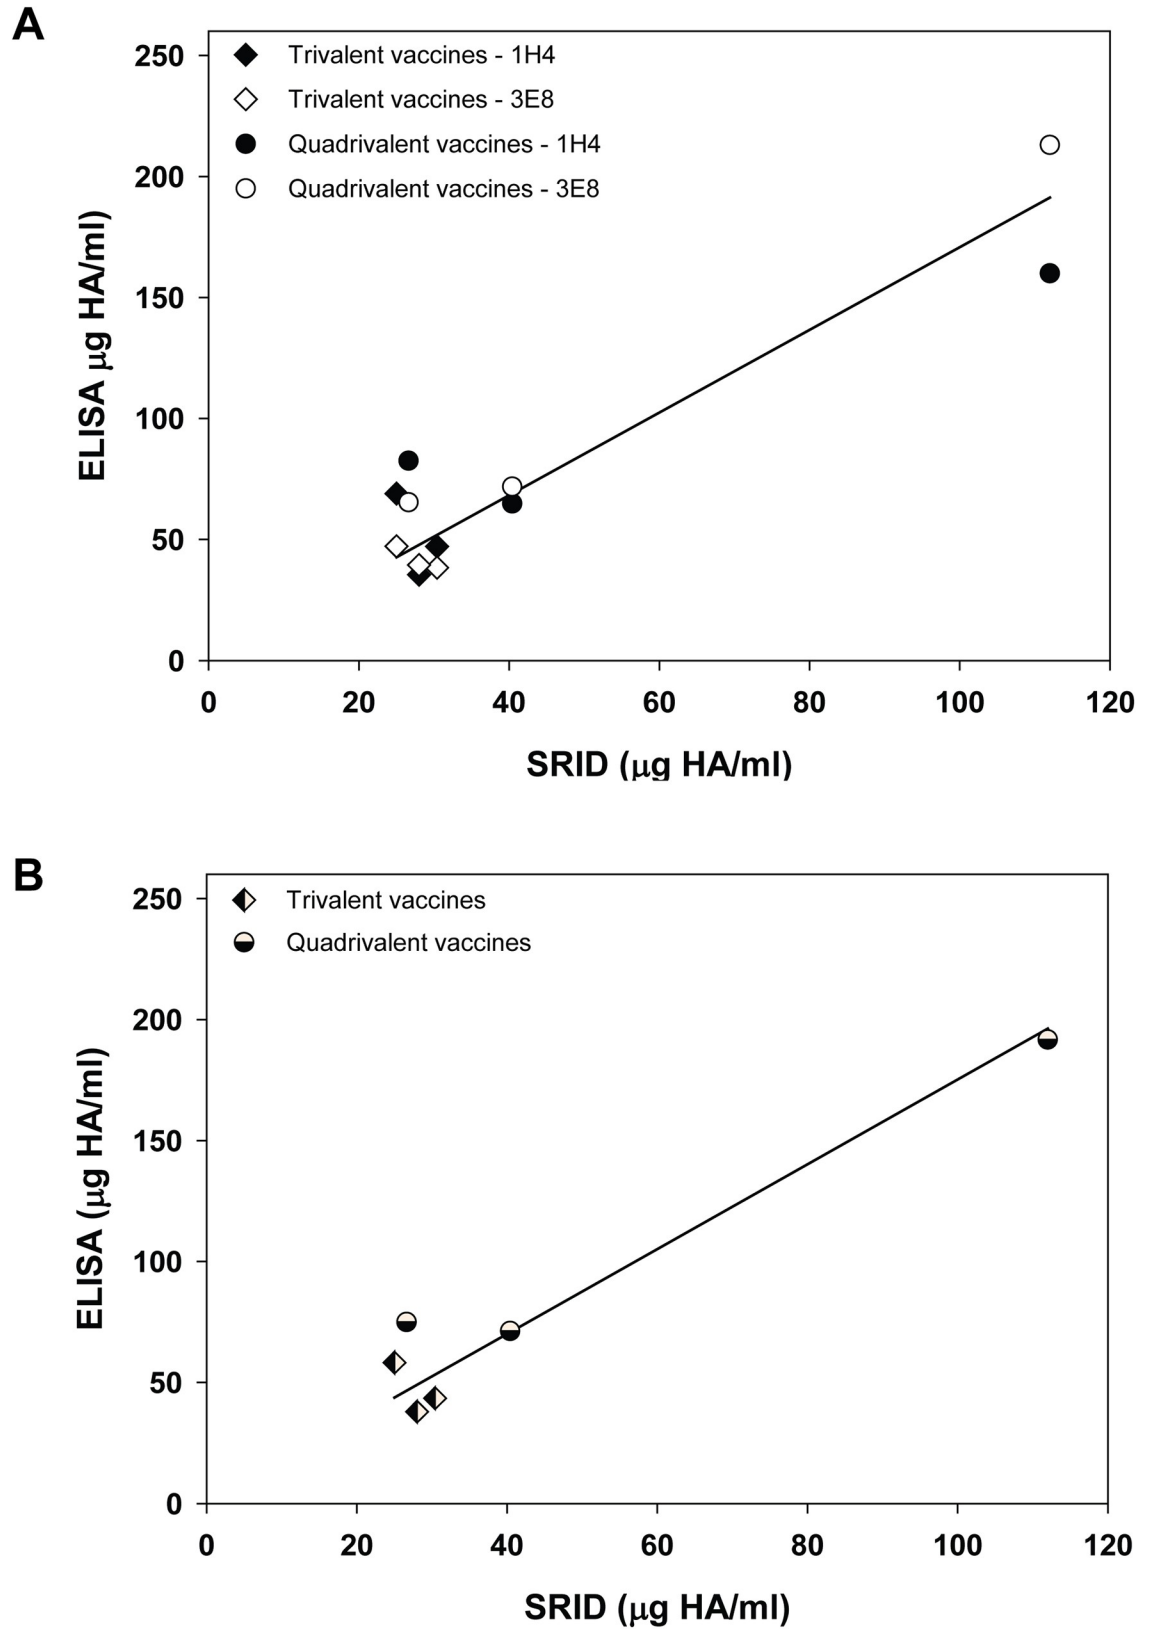 A
Trivalent vaccines - 1H4
Trivalent vaccines - 3E8
Quadrivalent vaccines - 1H4
Quadrivalent vaccines - 3E8
250
200
150
100
50
0
ELISA μg HA/ml)
0 20 40 60 80 100 120
SRID (μg HA/ml)
B
Trivalent vaccines
Quadrivalent vaccines
250
200
150
100
50
0
ELISA (μg HA/ml)
0 20 40 60 80 100 120
SRID (μg HA/ml)